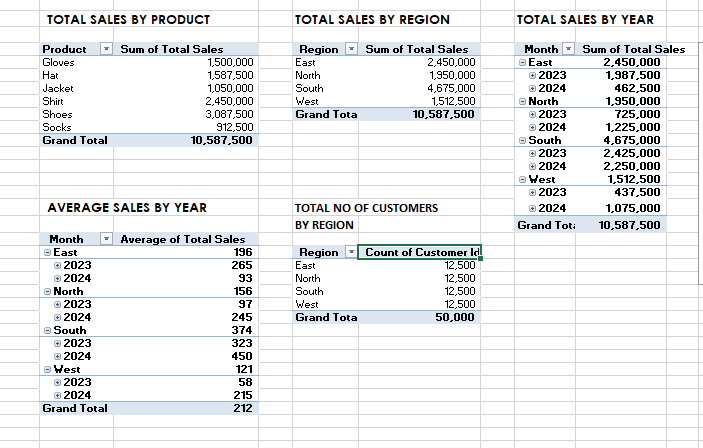 TOTAL SALES BY PRODUCT
Product Sum of Total Sales
Gloves 1,500,000
Hat 1,587,500
Jacket 1,050,000
Shirt 2,450,000
Shoes 3,087,500
Socks 912,500
Grand Total 10,587,500
TOTAL SALES BY REGION
Region Sum of Total Sales
East 2,450,000
North 1,950,000
South 4,675,000
West 1,512,500
Grand Tota 10,587,500
TOTAL SALES BY YEAR
Month Sum of Total Sales
East 2,450,000
2023 1,987,500
2024 462,500
North 1,950,000
2023 725,000
2024 1,225,000
South 4,675,000
2023 2,425,000
2024 2,250,000
West 1,512,500
2023 437,500
2024 1,075,000
Grand Tot 10,587,500
AVERAGE SALES BY YEAR
Month Average of Total Sales
East 196
2023 265
2024 93
North 156
2023 97
2024 245
South 374
2023 323
2024 450
West 121
2023 58
2024 215
Grand Total 212
TOTAL NO OF CUSTOMERS
BY REGION
Region Count of Customer Id
East 12,500
North 12,500
South 12,500
West 12,500
Grand Tota 50,000